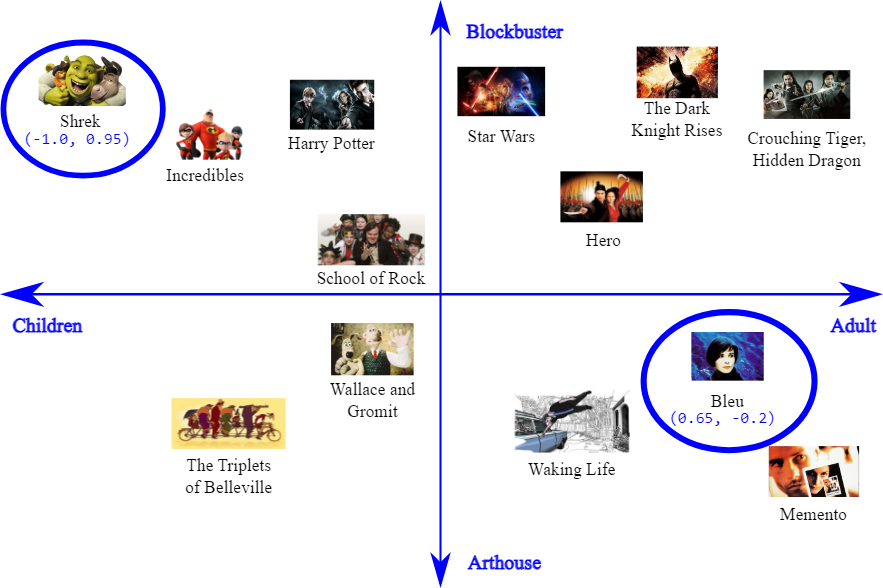 Blockbuster
Shrek
(-1.0, 0.95)
Incredibles
Harry Potter
Star Wars
The Dark
Knight Rises
Crouching Tiger,
Hidden Dragon
Hero
School of Rock
Children
Adult
Wallace and
Gromit
The Triplets
of Belleville
Waking Life
Bleu
(0.65, -0.2)
Memento
Arthouse